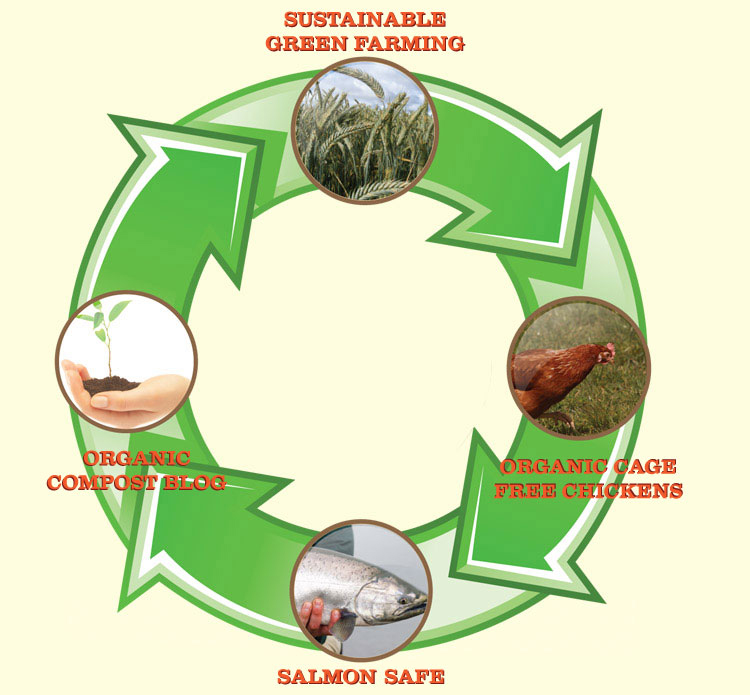 SUSTAINABLE
GREEN FARMING
ORGANIC
COMPOST BLOG
ORGANIC CAGE
FREE CHICKENS
SALMON SAFE